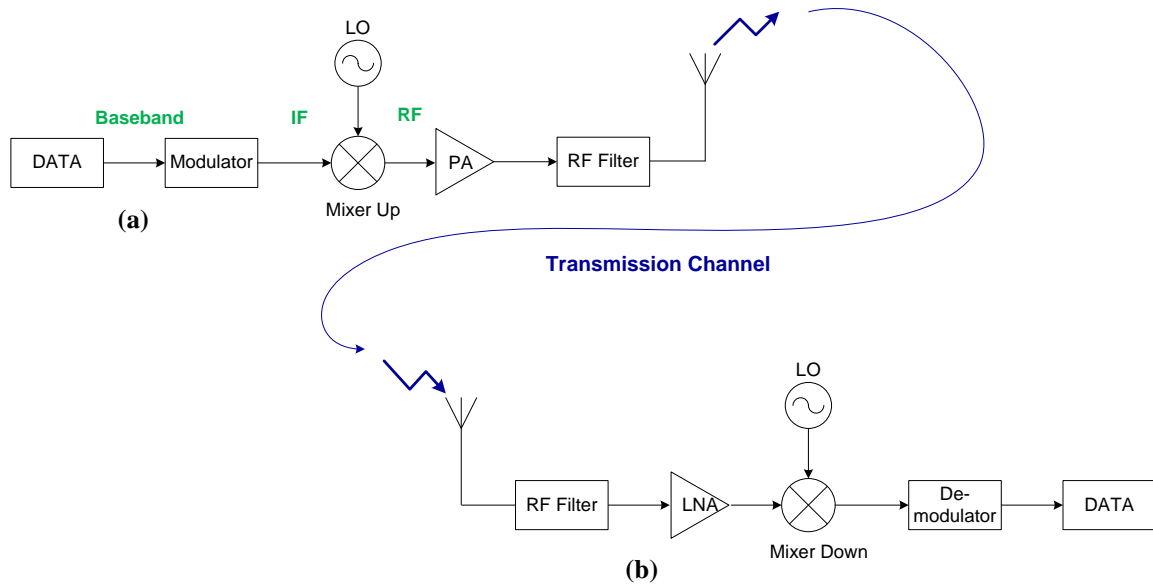 LO
Baseband
IF
RF
DATA
Modulator
PA
RF Filter
Mixer Up
(a)
Transmission Channel
LO
RF Filter
LNA
De-
modulator
DATA
Mixer Down
(b)